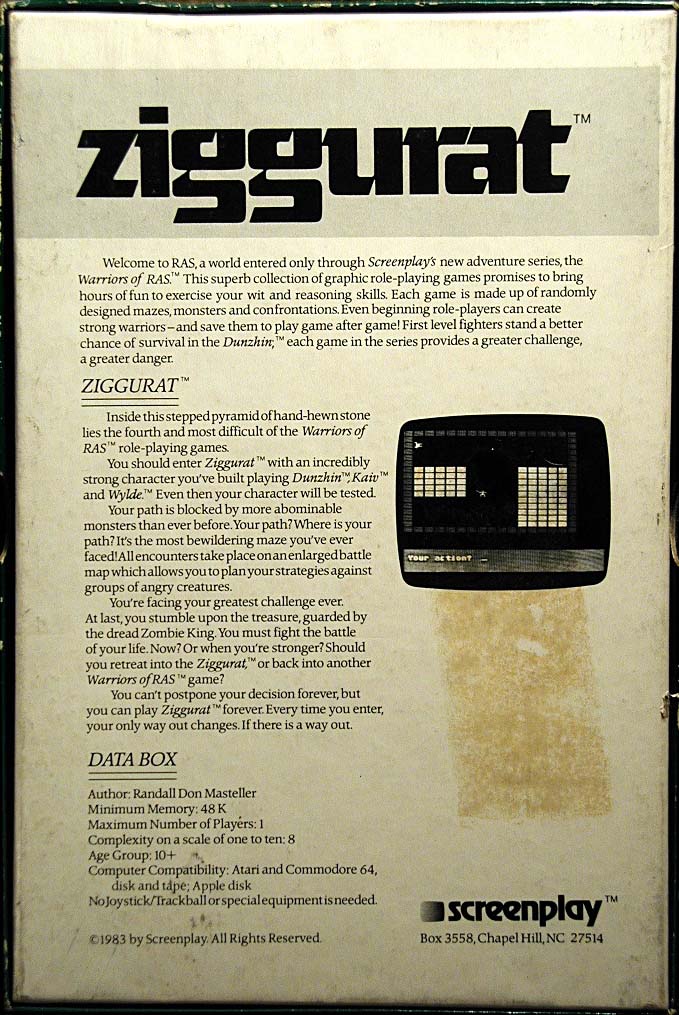 ziggurat™
Welcome to RAS, a world entered only through Screenplay's new adventure series, the
Warriors of RAS.™ This superb collection of graphic role-playing games promises to bring
hours of fun to exercise your wit and reasoning skills. Each game is made up of randomly
designed mazes, monsters and confrontations. Even beginning role-players can create
strong warriors – and save them to play game after game! First level fighters stand a better
chance of survival in the Dunzhin;™ each game in the series provides a greater challenge,
a greater danger.
ZIGGURAT™
Inside this stepped pyramid of hand-hewn stone
lies the fourth and most difficult of the Warriors of
RAS™ role-playing games.
You should enter Ziggurat™ with an incredibly
strong character you've built playing Dunzhin™, Kaiv™
and Wylde.™ Even then your character will be tested.
Your path is blocked by more abominable
monsters than ever before. Your path? Where is your
path? It's the most bewildering maze you've ever
faced! All encounters take place on an enlarged battle
map which allows you to plan your strategies against
groups of angry creatures.
You're facing your greatest challenge ever.
At last, you stumble upon the treasure, guarded by
the dread Zombie King. You must fight the battle
of your life. Now? Or when you're stronger? Should
you retreat into the Ziggurat,™ or back into another
Warriors of RAS™ game?
You can't postpone your decision forever, but
you can play Ziggurat™ forever. Every time you enter,
your only way out changes. If there is a way out.
Your action?
DATA BOX
Author: Randall Don Masteller
Minimum Memory: 48 K
Maximum Number of Players: 1
Complexity on a scale of one to ten: 8
Age Group: 10+
Computer Compatibility: Atari and Commodore 64,
disk and tape; Apple disk
No Joystick/Trackball or special equipment is needed.
©1983 by Screenplay. All Rights Reserved.
screenplay™
Box 3558, Chapel Hill, NC 27514